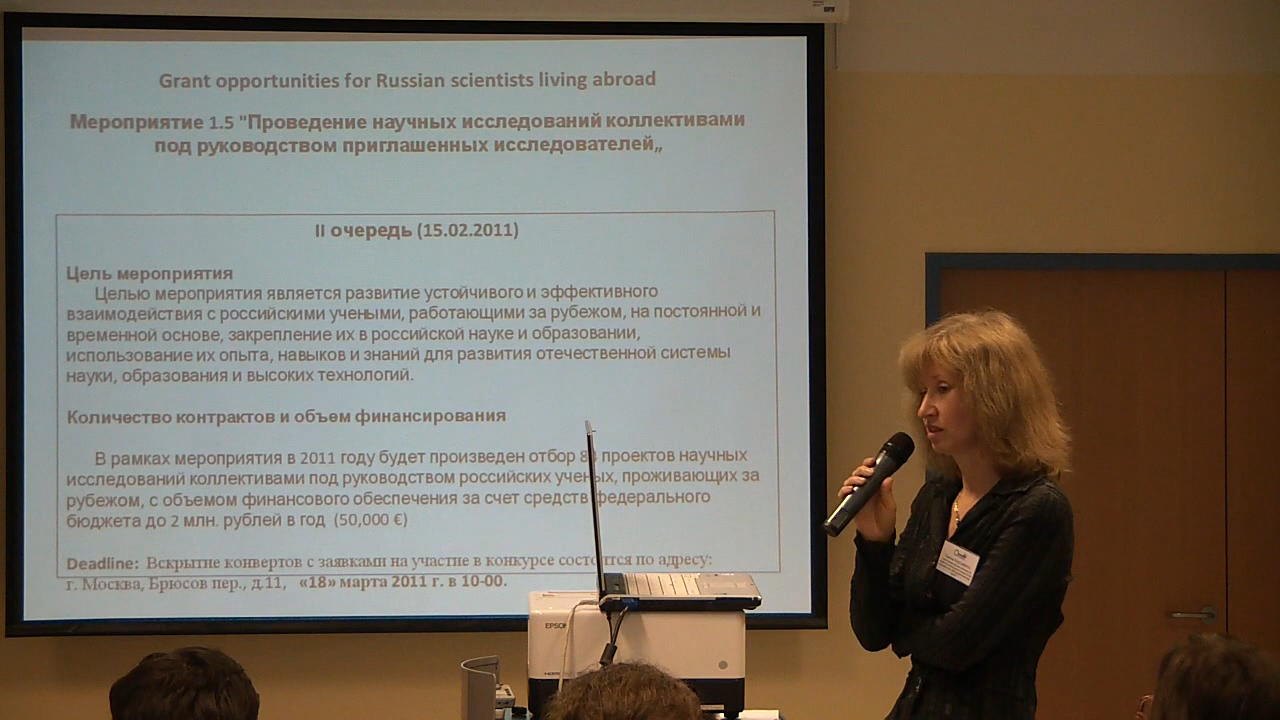 Grant opportunities for Russian scientists living abroad
Мероприятие 1.5 "Проведение научных исследований коллективами
под руководством приглашенных исследователей„
II очередь (15.02.2011)
Цель мероприятия
Целью мероприятия является развитие устойчивого и эффективного
взаимодействия с российскими учеными, работающими за рубежом, на постоянной и
временной основе, закрепление их в российской науке и образовании,
использование их опыта, навыков и знаний для развития отечественной системы
науки, образования и высоких технологий.
Количество контрактов и объем финансирования
В рамках мероприятия в 2011 году будет произведен отбор проектов научных
исследований коллективами под руководством российских ученых, проживающих за
рубежом, с объемом финансового обеспечения за счет средств федерального
бюджета до 2 млн. рублей в год (50,000 €)
Deadline: Вскрытие конвертов с заявками на участие в конкурсе состоится по адресу:
г. Москва, Брюсов пер., д.11, «18» марта 2011 г. в 10-00.
EPSON